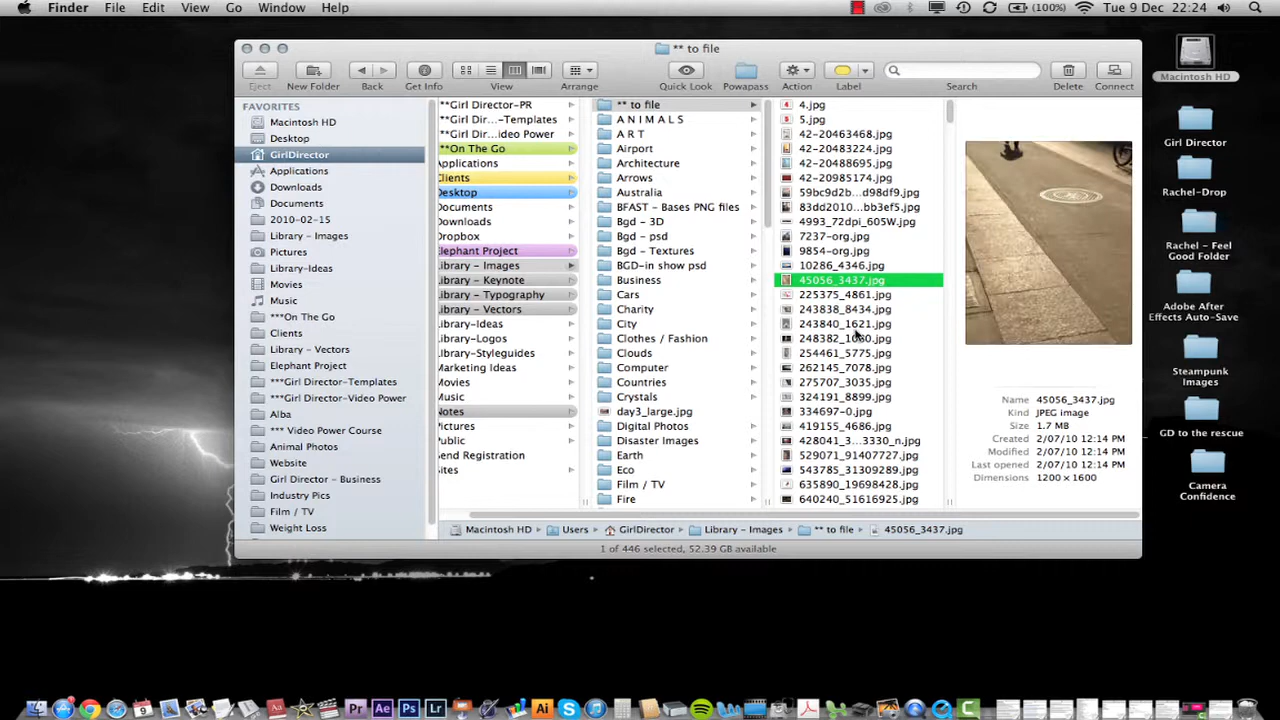 Finder File Edit View Go Window Help (100%) Tue 9 Dec 22:24
** to file
Eject New Folder Back Get Info View Arrange Quick Look Powapass Action Label Search Delete Connect
FAVORITES
Macintosh HD
Desktop
GirlDirector
Applications
Downloads
Documents
2010-02-15
Library - Images
Pictures
Library-Ideas
Movies
Music
**On The Go
Clients
Library - Vectors
Elephant Project
***Girl Director-Templates
***Girl Director-Video Power
Alba
*** Video Power Course
Animal Photos
Website
Girl Director - Business
Industry Pics
Film / TV
Weight Loss
**Girl Director-PR
**Girl Dir...-Templates
**Girl Dir...ideo Power
**On The Go
Applications
Clients
Desktop
Documents
Downloads
Dropbox
Elephant Project
Library - Images
Library - Keynote
Library - Typography
Library - Vectors
Library-Ideas
Library-Logos
Library-Styleguides
Marketing Ideas
Movies
Music
Notes
Pictures
Public
Send Registration
Sites
** to file
A N I M A L S
A R T
Airport
Architecture
Arrows
Australia
BFAST - Bases PNG files
Bgd - 3D
Bgd - psd
Bgd - Textures
BGD-in show psd
Business
Cars
Charity
City
Clothes / Fashion
Clouds
Computer
Countries
Crystals
day3_large.jpg
Digital Photos
Disaster Images
Earth
Eco
Film / TV
Fire
4.jpg
5.jpg
42-20463468.jpg
42-20483224.jpg
42-20488695.jpg
42-20985174.jpg
59bc9d2b...d98df9.jpg
83dd2010...bb3ef5.jpg
4993_72dpi_605W.jpg
7237-org.jpg
9854-org.jpg
10286_4346.jpg
45056_3437.jpg
225375_4861.jpg
243838_8434.jpg
243840_1621.jpg
254461_5775.jpg
262145_7078.jpg
275707_3035.jpg
324191_8899.jpg
334697-0.jpg
419155_4686.jpg
428041_3...3330_n.jpg
529071_91407727.jpg
543785_31309289.jpg
635890_19698428.jpg
640240_51616925.jpg
Name 45056_3437.jpg
Kind JPEG image
Size 1.7 MB
Created 2/07/10 12:14 PM
Modified 2/07/10 12:14 PM
Last opened 2/07/10 12:14 PM
Dimensions 1200 × 1600
Macintosh HD Users GirlDirector Library - Images ** to file 45056_3437.jpg
1 of 446 selected, 52.39 GB available
Macintosh HD
Girl Director
Rachel-Drop
Rachel - Feel
Good Folder
Adobe After
Effects Auto-Save
Steampunk
Images
GD to the rescue
Camera
Confidence
Pr Ae Ps Lr Ai